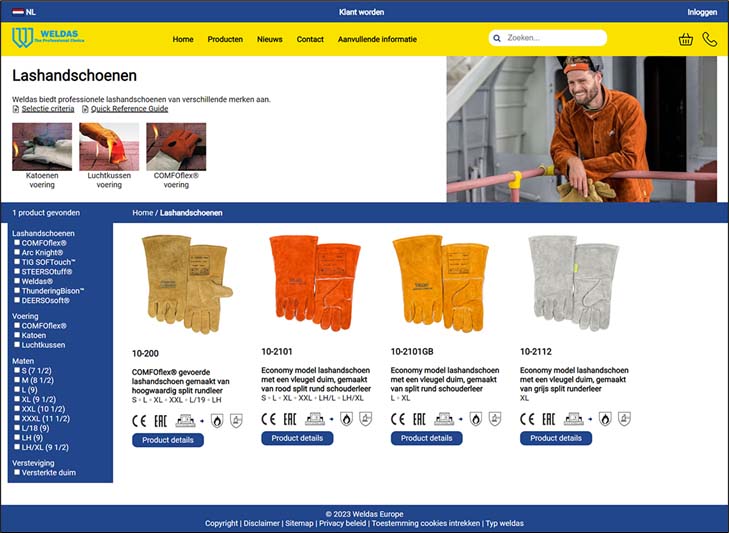 NL
Klant worden
Inloggen
WELDAS
The Professional Choice
Home
Producten
Nieuws
Contact
Aanvullende informatie
Zoeken...
Lashandschoenen
Weldas biedt professionele lashandschoenen van verschillende merken aan.
Selectie criteria
Quick Reference Guide
Katoenen
voering
Luchtkussen
voering
COMFOflex®
voering
1 product gevonden
Home / Lashandschoenen
Lashandschoenen
COMFOflex®
Arc Knight®
TIG SOFTouch™
STEERSOtuff®
Weldas®
ThunderingBison™
DEERSOsoft®
Voering
COMFOflex®
Katoen
Luchtkussen
Maten
S (7 1/2)
M (8 1/2)
L (9)
XL (9 1/2)
XXL (10 1/2)
XXXL (11 1/2)
L/18 (9)
LH (9)
LH/XL (9 1/2)
Versteviging
Versterkte duim
10-200
COMFOflex® gevoerde
lashandschoen gemaakt van
hoogwaardig split rundleer
S - L - XL - XXL - L/19 - LH
CE EAC
Product details
10-2101
Economy model lashandschoen
met een vleugel duim, gemaakt
van rood split rund schouderleer
S - L - XL - XXL - LH/L - LH/XL
CE EAC
Product details
10-2101GB
Economy model lashandschoen
met een vleugel duim, gemaakt
van split rund schouderleer
L - XL
CE EAC
Product details
10-2112
Economy model lashandschoen
met een vleugel duim, gemaakt
van grijs split runderleer
XL
CE EAC
Product details
© 2023 Weldas Europe
Copyright | Disclaimer | Sitemap | Privacy beleid | Toestemming cookies intrekken | Typ weldas